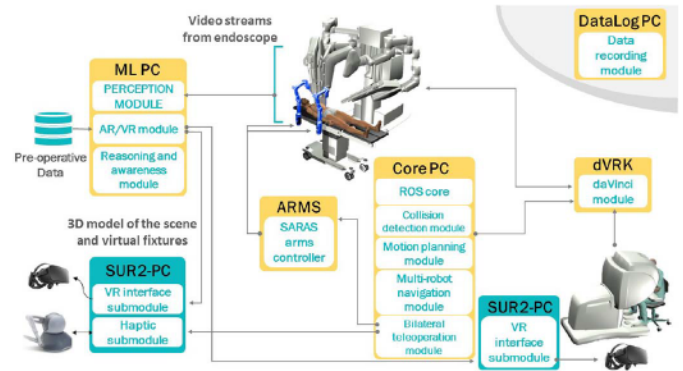 Video streams
from endoscope
DataLog PC
Data
recording
module
ML PC
PERCEPTION
MODULE
AR/VR module
Reasoning and
awareness
module
Pre-operative
Data
Core PC
ROS core
Collision
detection module
Motion planning
module
Multi-robot
navigation
module
Bilateral
teleoporation
module
dVRK
daVinci
module
ARMS
SARAS
arms
controller
3D model of the scene
and virtual fixtures
SUR2-PC
VR interface
submodule
Haptic
submodule
SUR2-PC
VR
interface
submodule